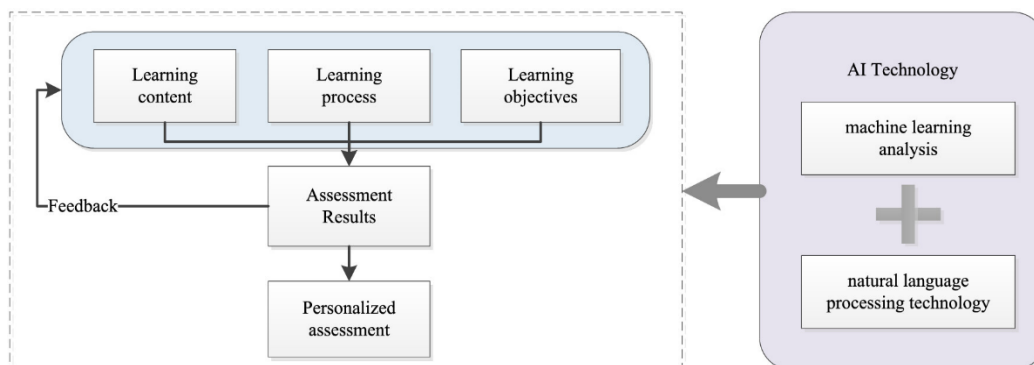 Learning
content
Learning
process
Learning
objectives
Feedback
Assessment
Results
Personalized
assessment
AI Technology
machine learning
analysis
natural language
processing technology